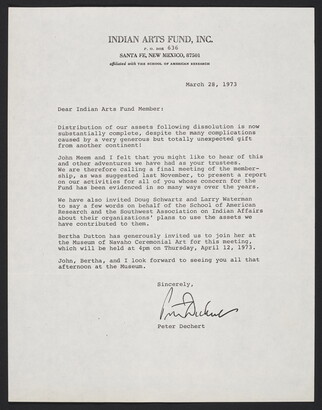 INDIAN ARTS FUND, INC.
P. O. BOX 636
SANTA FE, NEW MEXICO, 87501
affiliated with THE SCHOOL OF AMERICAN RESEARCH
March 28, 1973
Dear Indian Arts Fund Member:
Distribution of our assets following dissolution is now
substantially complete, despite the many complications
caused by a very generous but totally unexpected gift
from another continent!
John Meem and I felt that you might like to hear of this
and other adventures we have had as your trustees.
We are therefore calling a final meeting of the member-
ship, as was suggested last November, to present a report
on our activities for all of you whose concern for the
Fund has been evidenced in so many ways over the years.
We have also invited Doug Schwartz and Larry Waterman
to say a few words on behalf of the School of American
Research and the Southwest Association on Indian Affairs
about their organizations' plans to use the assets we
have contributed to them.
Bertha Dutton has generously invited us to join her at
the Museum of Navaho Ceremonial Art for this meeting,
which will be held at 4pm on Thursday, April 12, 1973.
John, Bertha, and I look forward to seeing you all that
afternoon at the Museum.
Sincerely,
Peter Dechert
Peter Dechert